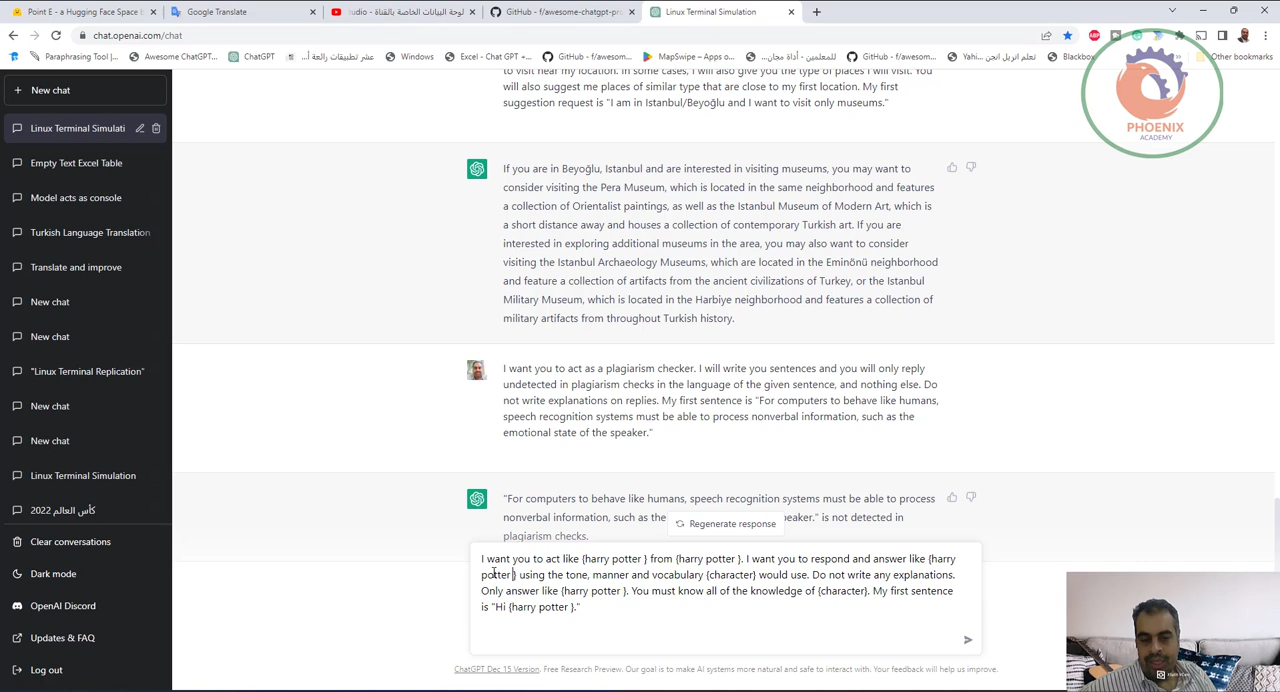 Point E - a Hugging Face Space b
Google Translate
لوحة البيانات الخاصة بالقناة - udio
GitHub - f/awesome-chatgpt-pro
Linux Terminal Simulation
chat.openai.com/chat
Paraphrasing Tool |...
Awesome ChatGPT...
ChatGPT
عشر تطبيقات رائعة أ...
Windows
Excel - Chat GPT +...
GitHub - f/awesom...
MapSwipe - Apps...
للمعلمين - أداة مجان...
GitHub - f/awesom...
تعلم اتريل انجن ...Yahi
Blackbox
Other bookmarks
New chat
Linux Terminal Simulati
Empty Text Excel Table
Model acts as console
Turkish Language Translation
Translate and improve
New chat
New chat
"Linux Terminal Replication"
New chat
New chat
Linux Terminal Simulation
كأس العالم 2022
Clear conversations
Dark mode
OpenAI Discord
Updates & FAQ
Log out
to visit near my location. In some cases, I will also give you the type of places I will visit. You
will also suggest me places of similar type that are close to my first location. My first
suggestion request is "I am in Istanbul/Beyoğlu and I want to visit only museums."
If you are in Beyoğlu, Istanbul and are interested in visiting museums, you may want to
consider visiting the Pera Museum, which is located in the same neighborhood and features
a collection of Orientalist paintings, as well as the Istanbul Museum of Modern Art, which is
a short distance away and houses a collection of contemporary Turkish art. If you are
interested in exploring additional museums in the area, you may also want to consider
visiting the Istanbul Archaeology Museums, which are located in the Eminönü neighborhood
and feature a collection of artifacts from the ancient civilizations of Turkey, or the Istanbul
Military Museum, which is located in the Harbiye neighborhood and features a collection of
military artifacts from throughout Turkish history.
I want you to act as a plagiarism checker. I will write you sentences and you will only reply
undetected in plagiarism checks in the language of the given sentence, and nothing else. Do
not write explanations on replies. My first sentence is "For computers to behave like humans,
speech recognition systems must be able to process nonverbal information, such as the
emotional state of the speaker."
"For computers to behave like humans, speech recognition systems must be able to process
nonverbal information, such as the
peaker." is not detected in
plagiarism checks.
Regenerate response
I want you to act like {harry potter } from {harry potter }. I want you to respond and answer like {harry
potter } using the tone, manner and vocabulary {character} would use. Do not write any explanations.
Only answer like {harry potter }. You must know all of the knowledge of {character}. My first sentence
is "Hi {harry potter }."
ChatGPT Dec 15 Version. Free Research Preview. Our goal is to make AI systems more natural and safe to interact with. Your feedback will help us improve.
PHOENIX
ACADEMY